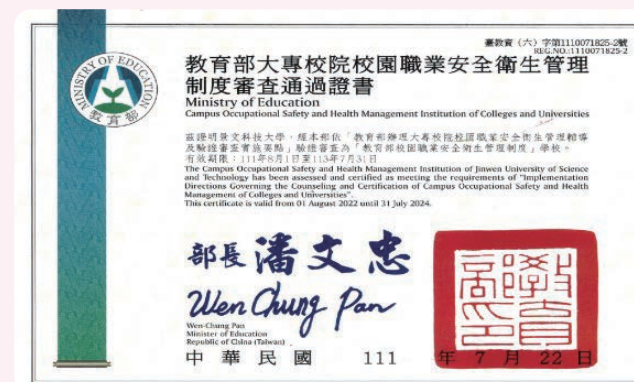 臺教資（六）字第1110071825-2號
REG.NO.:1110071825-2
MINISTRY OF EDUCATION
教育部
教育部大專校院校園職業安全衛生管理
制度審查通過證書
Ministry of Education
Campus Occupational Safety and Health Management Institution of Colleges and Universities
茲證明景文科技大學，經本部依「教育部辦理大專校院校園職業安全衛生管理輔導
及驗證審查實施要點」驗證審查為「教育部校園職業安全衛生管理制度」學校。
有效期限：111年8月1日至113年7月31日
The Campus Occupational Safety and Health Management Institution of Jinwen University of Science
and Technology has been assessed and certified as meeting the requirements of "Implementation
Directions Governing the Counseling and Certification of Campus Occupational Safety and Health
Management of Colleges and Universities".
This certificate is valid from 01 August 2022 until 31 July 2024.
部長 潘文忠
Wen Chung Pan
Wen-Chung Pan
Minister of Education
Republic of China (Taiwan)
中華民國 111 年 7 月 22 日